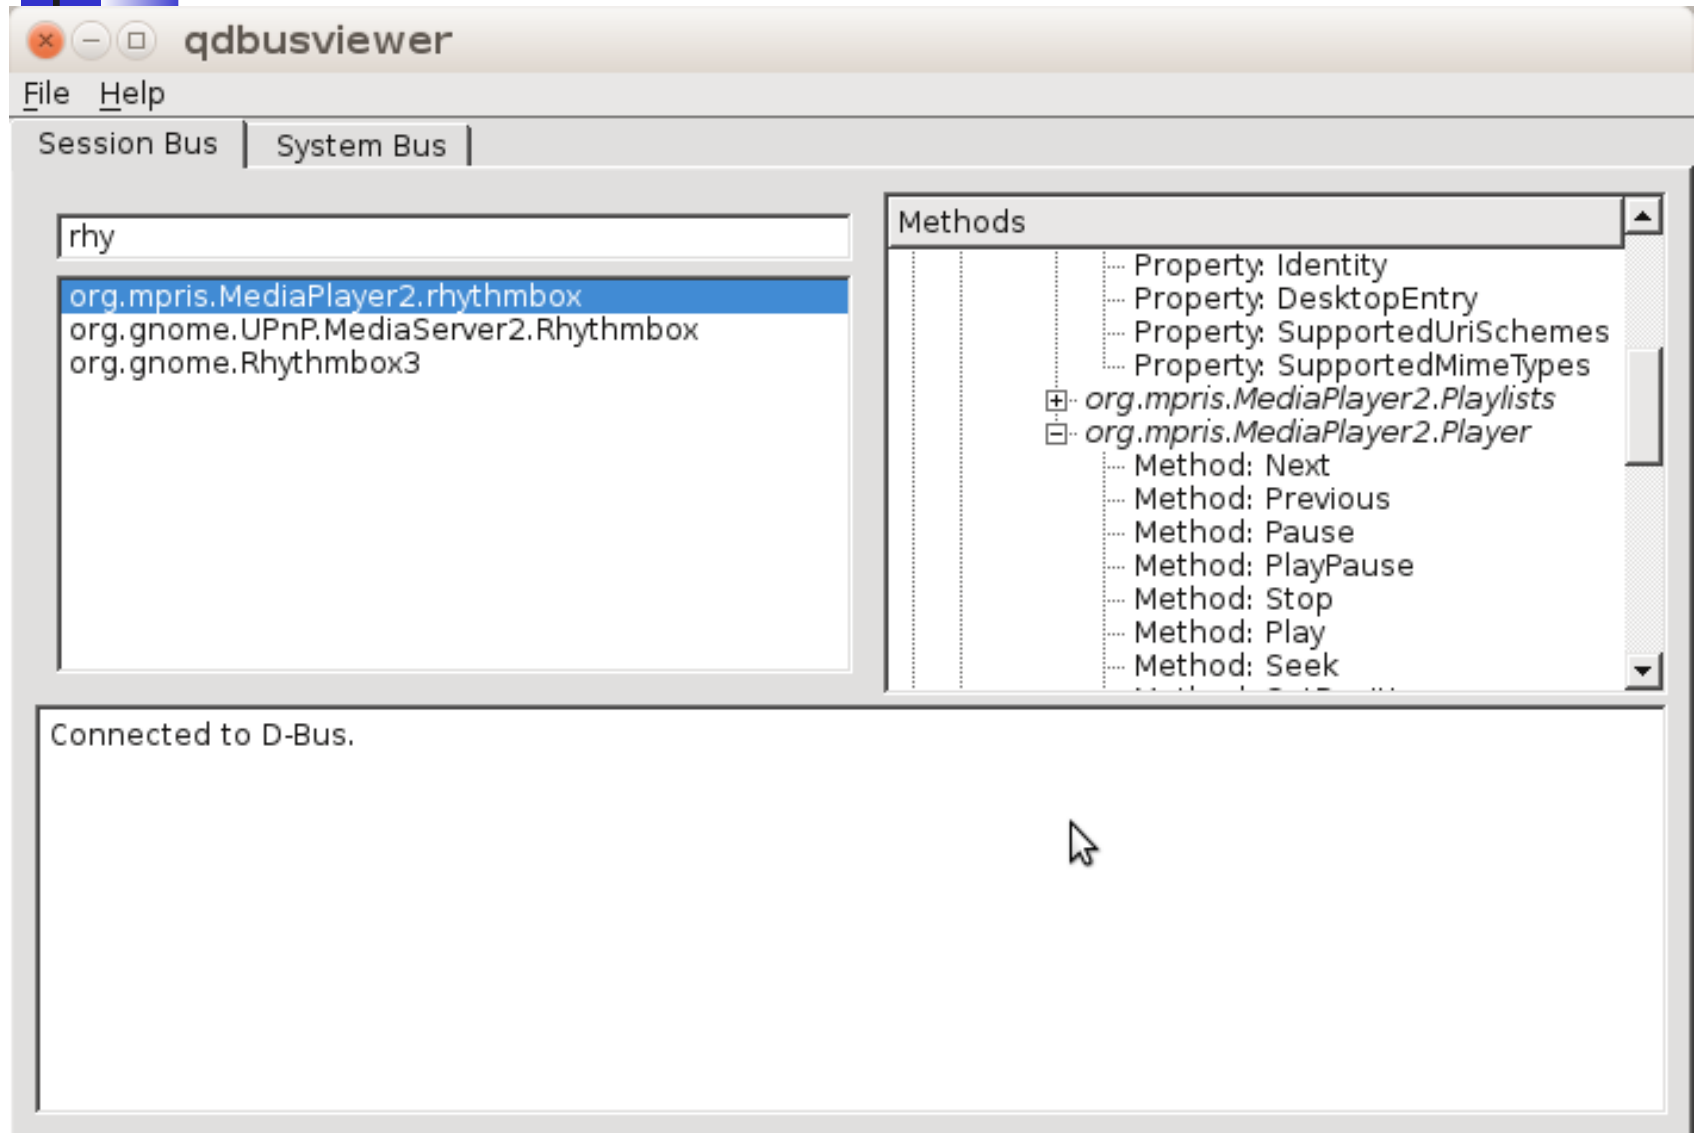 qdbusviewer
File Help
Session Bus System Bus
rhy
org.mpris.MediaPlayer2.rhythmbox
org.gnome.UPnP.MediaServer2.Rhythmbox
org.gnome.Rhythmbox3
Methods
Property: Identity
Property: DesktopEntry
Property: SupportedUriSchemes
Property: SupportedMimeTypes
org.mpris.MediaPlayer2.Playlists
org.mpris.MediaPlayer2.Player
Method: Next
Method: Previous
Method: Pause
Method: PlayPause
Method: Stop
Method: Play
Method: Seek
Connected to D-Bus.